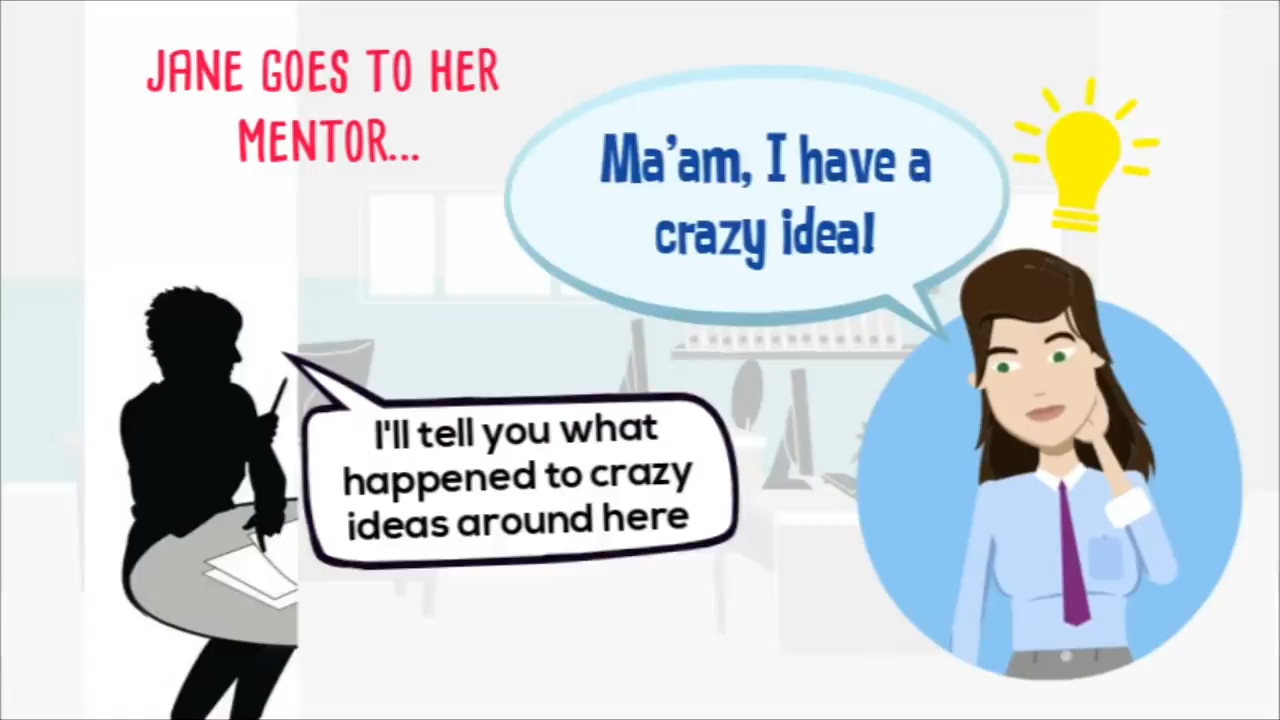 JANE GOES TO HER
MENTOR...
Ma'am, I have a
crazy idea!
I'll tell you what
happened to crazy
ideas around here